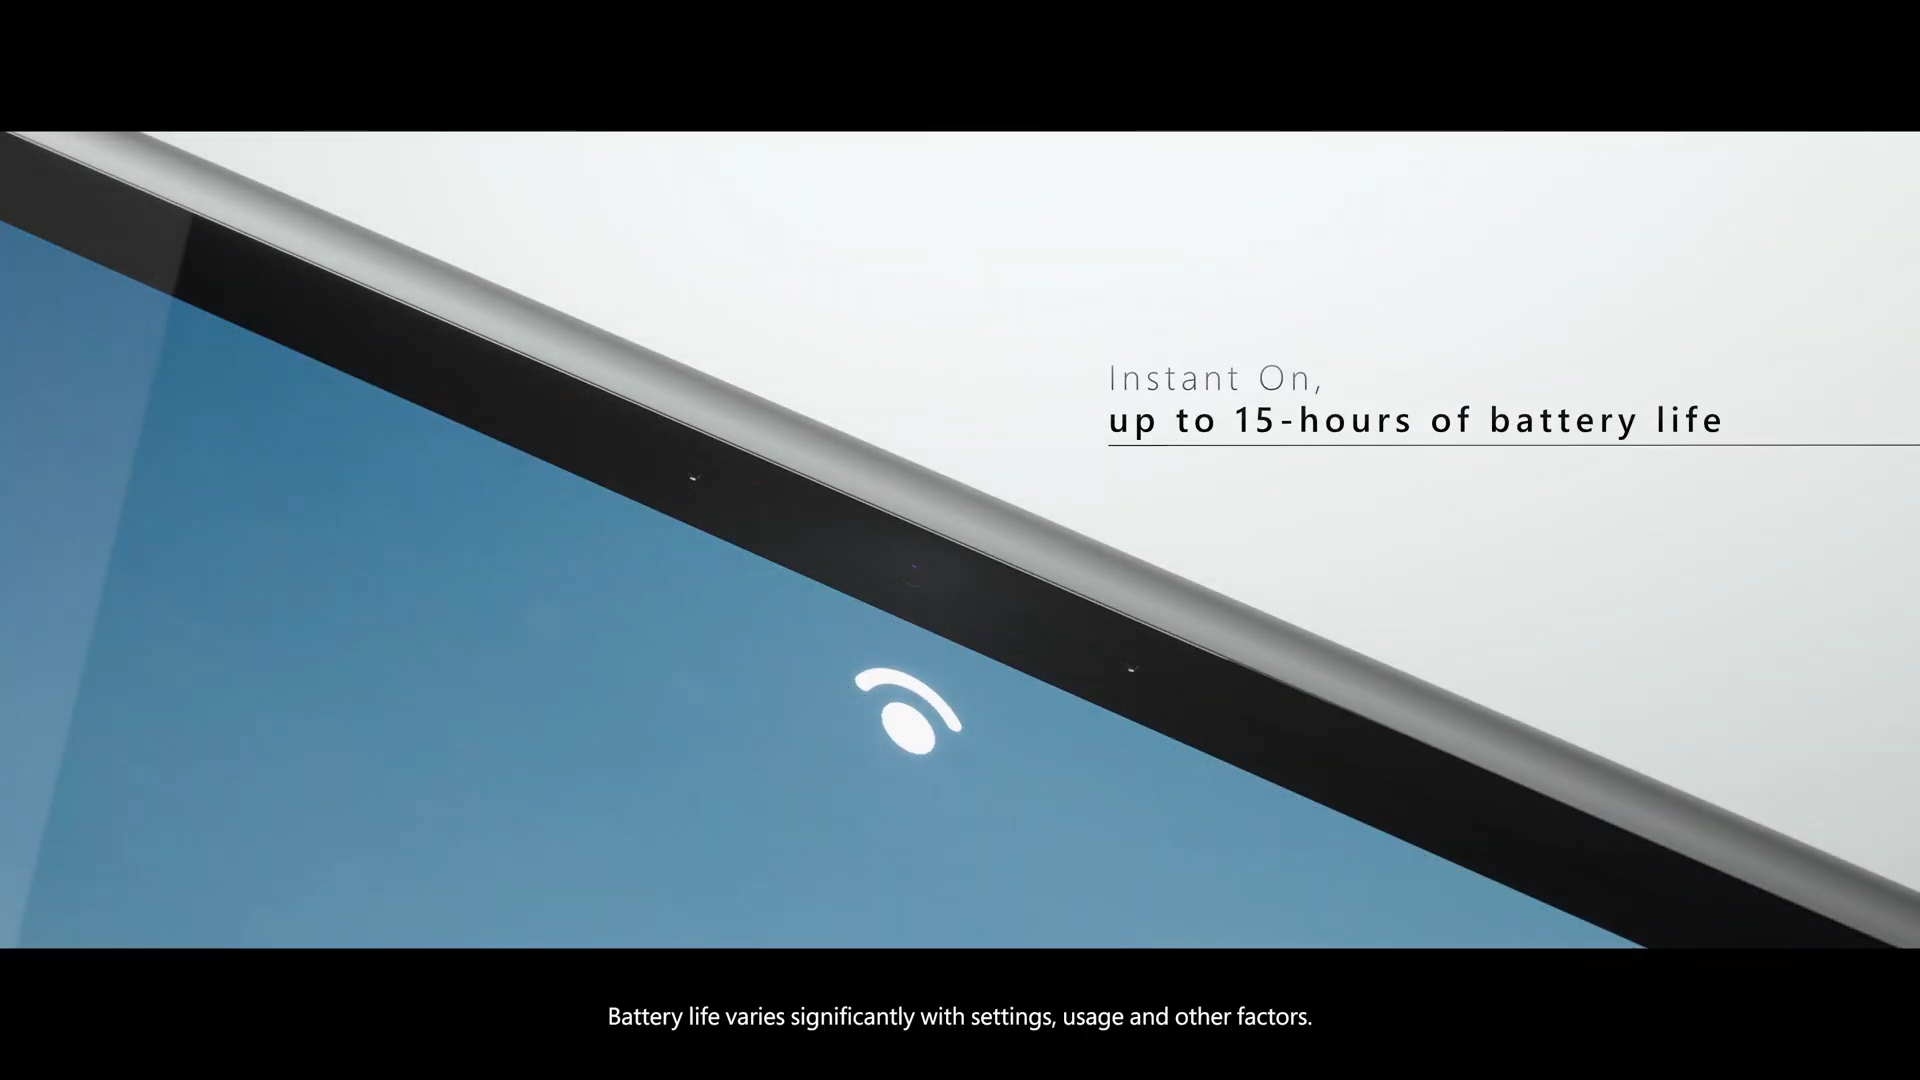 Instant On,
up to 15-hours of battery life
Battery life varies significantly with settings, usage and other factors.